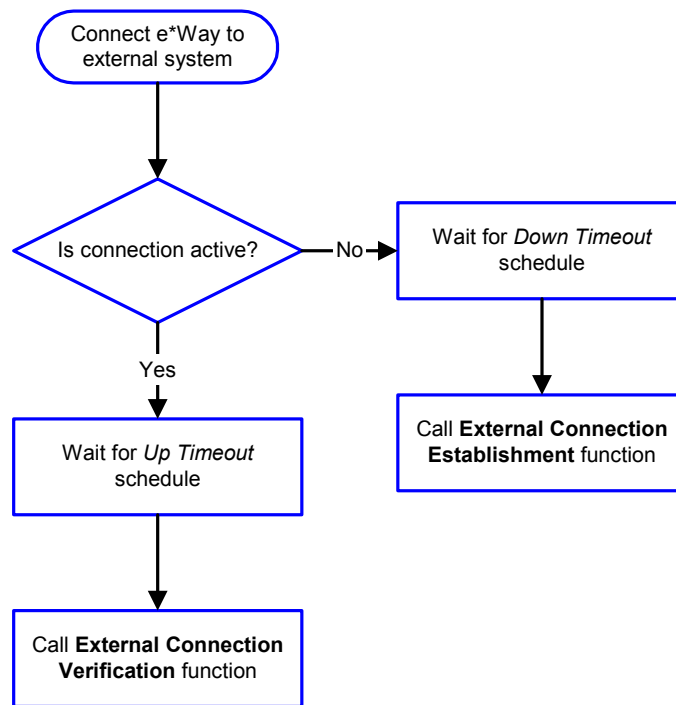 Connect e*Way to
external system
Is connection active?
No
Wait for Down Timeout
schedule
Yes
Call External Connection
Establishment function
Wait for Up Timeout
schedule
Call External Connection
Verification function